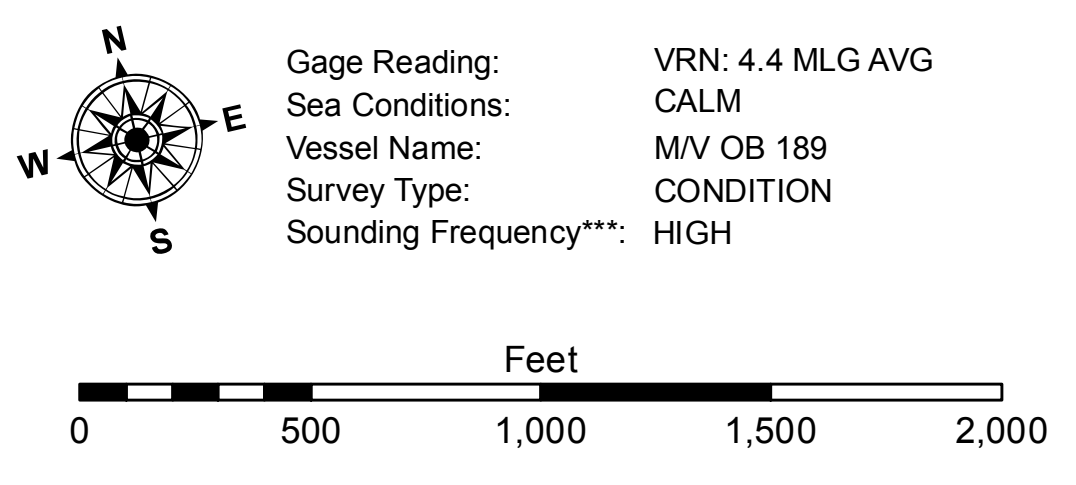 N
E
W
S
Gage Reading: VRN: 4.4 MLG AVG
Sea Conditions: CALM
Vessel Name: M/V OB 189
Survey Type: CONDITION
Sounding Frequency***: HIGH
Feet
0 500 1,000 1,500 2,000